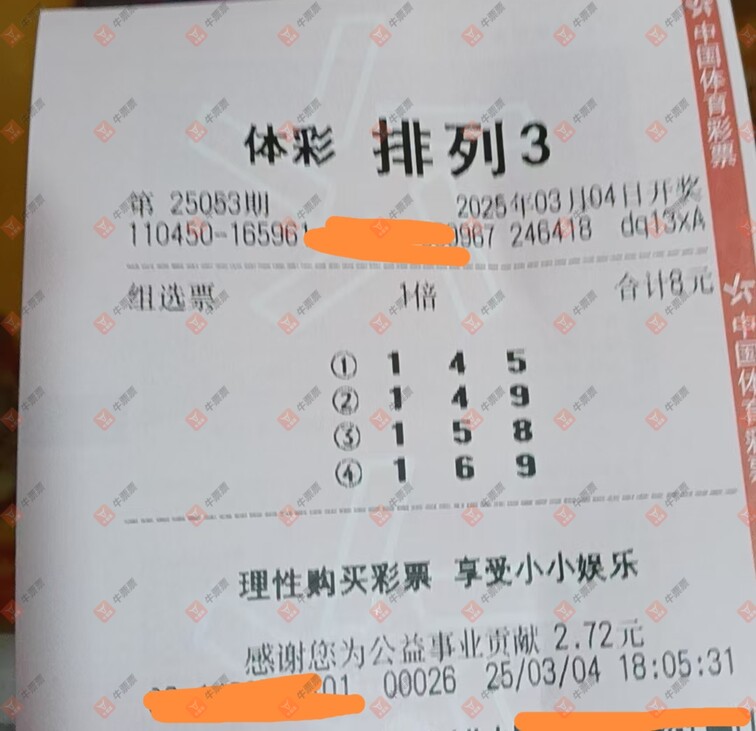 中国体育彩票
体彩 排列3
第 25053期 2025年03月04日开奖
110450-165961 0967 246418 dq13xA
组选票 1倍 合计8元
① 1 4 5
② 1 4 9
③ 1 5 8
④ 1 6 9
中国体育彩票
理性购买彩票 享受小小娱乐
感谢您为公益事业贡献 2.72元
01 00026 25/03/04 18:05:31
牛票票